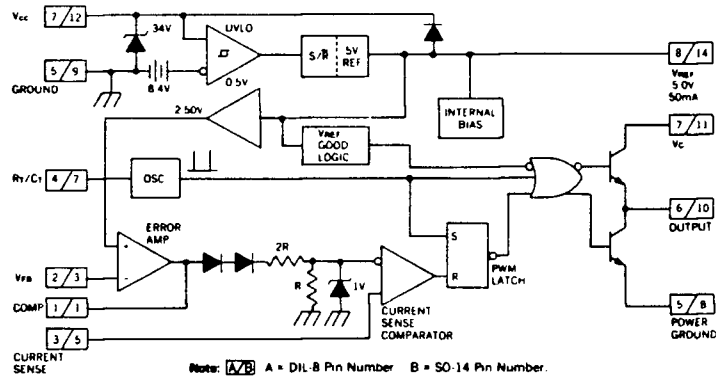 Vcc 7/12
34V
UVLO
S/R
5V REF
8/14
VREF
5.0V
50mA
5/9
GROUND
8.4V
0.5V
2.50V
INTERNAL
BIAS
VREF
GOOD
LOGIC
7/11
Vc
RT/CT 4/7
OSC
6/10
OUTPUT
ERROR
AMP
2R
S
R
1V
R
PWM
LATCH
+
-
VFB 2/3
COMP 1/1
3/5
CURRENT
SENSE
CURRENT
SENSE
COMPARATOR
5/8
POWER
GROUND
Note: A/B A = DIL-8 Pin Number B = SO-14 Pin Number.